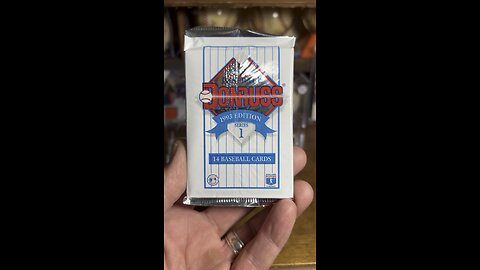 DONRUSS
1993 EDITION
SERIES
1
14 BASEBALL CARDS